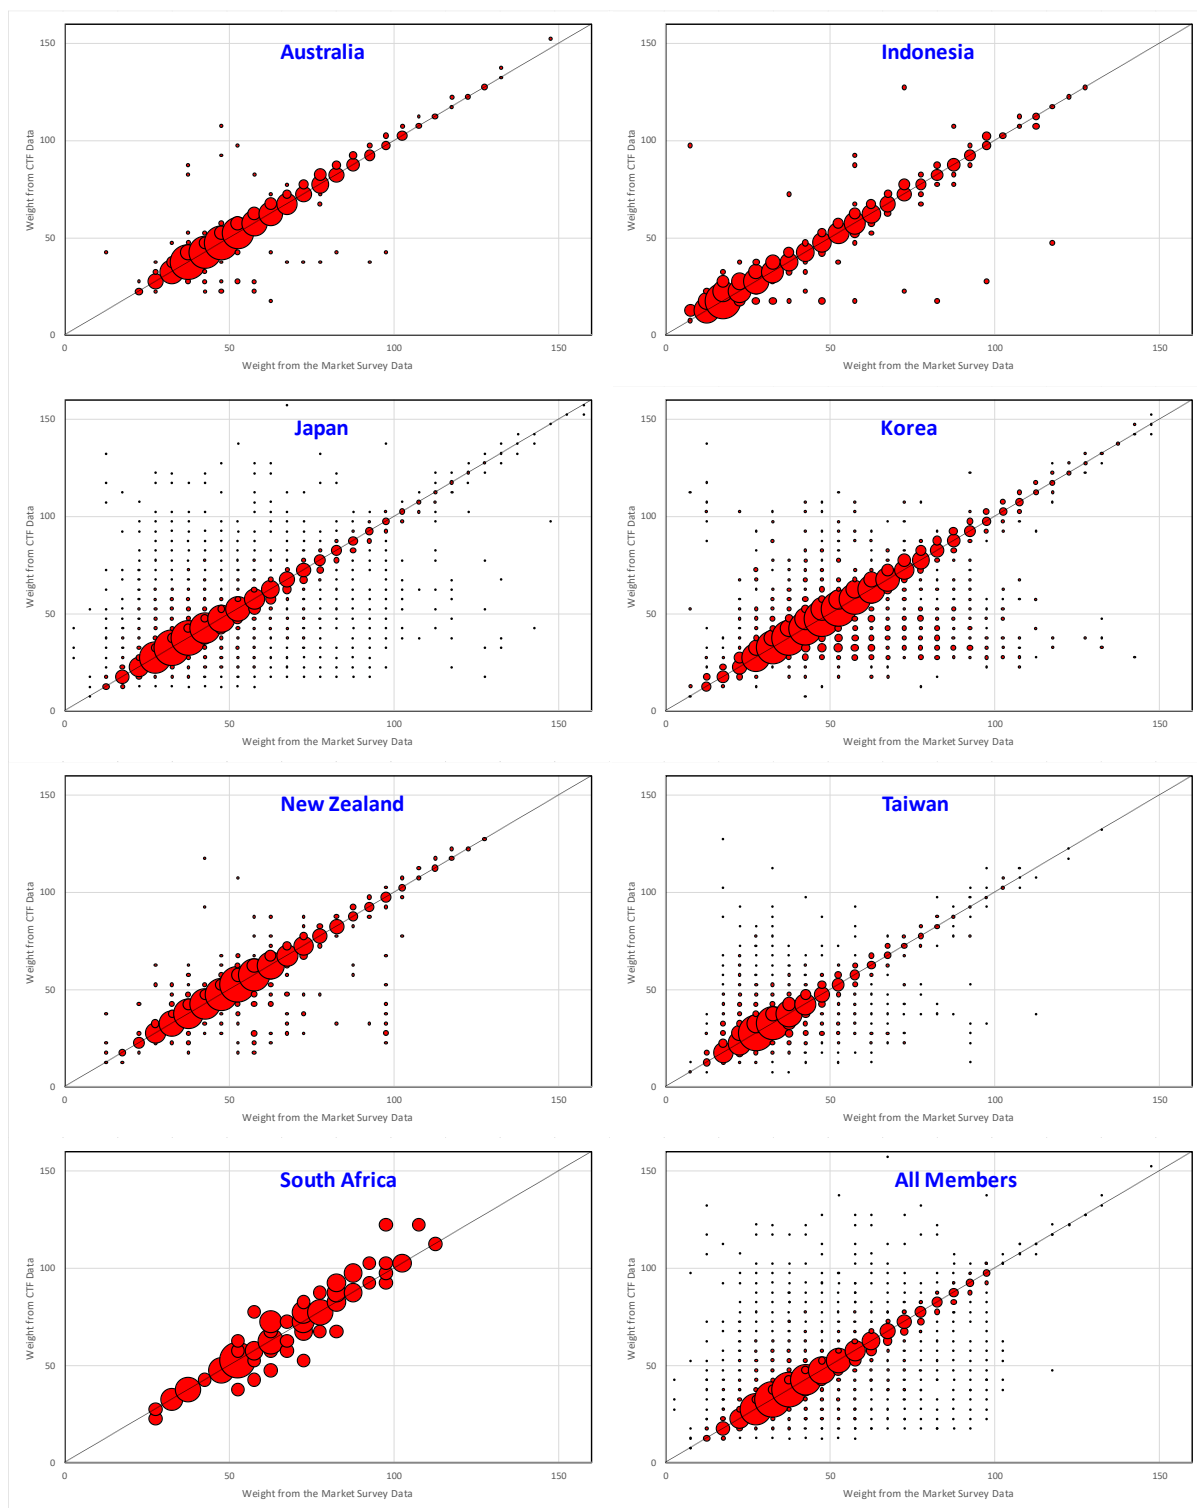 Australia
Weight from CTF Data
150
100
50
0
0 50 100 150
Weight from the Market Survey Data
Indonesia
Weight from CTF Data
150
100
50
0
0 50 100 150
Weight from the Market Survey Data
Japan
Weight from CTF Data
150
100
50
0
0 50 100 150
Weight from the Market Survey Data
Korea
Weight from CTF Data
150
100
50
0
0 50 100 150
Weight from the Market Survey Data
New Zealand
Weight from CTF Data
150
100
50
0
0 50 100 150
Weight from the Market Survey Data
Taiwan
Weight from CTF Data
150
100
50
0
0 50 100 150
Weight from the Market Survey Data
South Africa
Weight from CTF Data
150
100
50
0
0 50 100 150
Weight from the Market Survey Data
All Members
Weight from CTF Data
150
100
50
0
0 50 100 150
Weight from the Market Survey Data